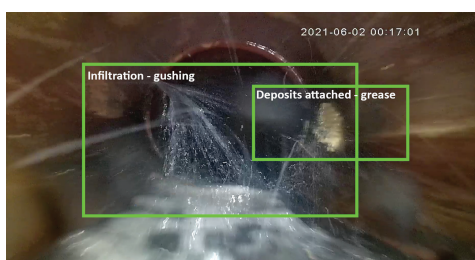 2021-06-02 00:17:01
Infiltration - gushing
Deposits attached - grease